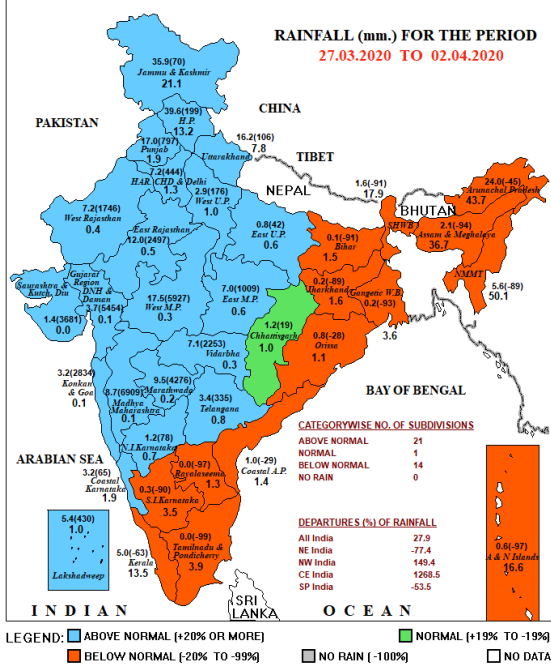 RAINFALL (mm.) FOR THE PERIOD
27.03.2020 TO 02.04.2020
35.9(70)
Jammu & Kashmir
21.1
39.6(199)
H.P.
13.2
CHINA
PAKISTAN
17.0(797)
Punjab
1.9
16.2(106)
7.8
Uttarakhand
TIBET
7.2(444)
HAR. CHD & Delhi
1.3
2.9(176)
West U.P.
1.0
NEPAL
1.6(-91)
17.9
24.0(-45)
Arunachal Pradesh
43.7
BHUTAN
7.2(1746)
West Rajasthan
0.4
East Rajasthan
12.0(2497)
0.5
0.8(42)
East U.P.
0.6
0.1(-91)
Bihar
1.5
SHWB
2.1(-94)
Assam & Meghalaya
36.7
NMMT
5.6(-89)
50.1
Saurashtra &
Kutch, Diu
1.4(3681)
0.0
Gujarat
Region
DNH &
Daman
3.7(5454)
0.1
17.5(5927)
West M.P.
0.3
7.0(1009)
East M.P.
0.6
0.2(-89)
Jharkhand
1.6
Gangetic W.B
0.2(-93)
3.6
1.2(19)
Chhattisgarh
1.0
0.8(-28)
Orissa
1.1
7.1(2253)
Vidarbha
0.3
3.2(2834)
Konkan
& Goa
0.1
8.7(6909)
Madhya
Maharashtra
0.1
9.5(4276)
Marathwada
0.2
3.4(335)
Telangana
0.8
BAY OF BENGAL
1.2(78)
N.I.Karnataka
0.7
ARABIAN SEA
3.2(65)
Coastal
Karnataka
1.9
0.0(-97)
Rayalaseema
1.3
1.0(-29)
Coastal A.P.
1.4
0.3(-90)
S.I.Karnataka
3.5
0.0(-99)
Tamilnadu &
Pondicherry
3.9
5.0(-63)
Kerala
13.5
5.4(430)
1.0
Lakshadweep
0.6(-97)
A & N Islands
16.6
SRI
LANKA
INDIAN OCEAN
CATEGORYWISE NO. OF SUBDIVISIONS
ABOVE NORMAL 21
NORMAL 1
BELOW NORMAL 14
NO RAIN 0
DEPARTURES (%) OF RAINFALL
All India 27.9
NE India -77.4
NW India 149.4
CE India 1268.5
SP India -53.5
LEGEND: ABOVE NORMAL (+20% OR MORE) NORMAL (+19% TO -19%)
BELOW NORMAL (-20% TO -99%) NO RAIN (-100%) NO DATA